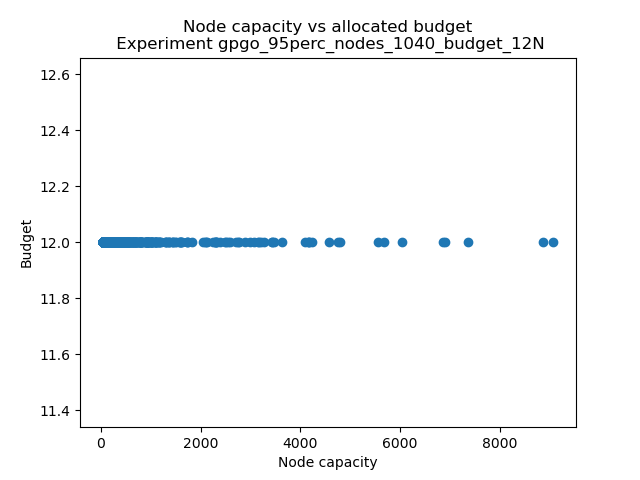 Node capacity vs allocated budget
Experiment gpgo_95perc_nodes_1040_budget_12N
12.6
12.4
12.2
12.0
11.8
11.6
11.4
Budget
0 2000 4000 6000 8000
Node capacity